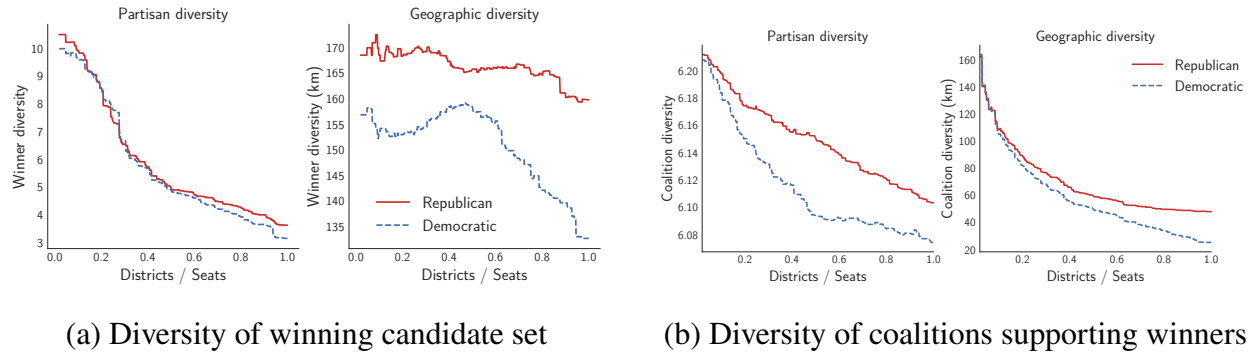 Partisan diversity
Winner diversity
10
9
8
7
6
5
4
3
0.0
0.2
0.4
0.6
0.8
1.0
Districts / Seats
Geographic diversity
Winner diversity (km)
170
165
160
155
150
145
140
135
Republican
Democratic
0.0
0.2
0.4
0.6
0.8
1.0
Districts / Seats
(a) Diversity of winning candidate set
Partisan diversity
Coalition diversity
6.20
6.18
6.16
6.14
6.12
6.10
6.08
0.2
0.4
0.6
0.8
1.0
Districts / Seats
Geographic diversity
Coalition diversity (km)
160
140
120
100
80
60
40
20
Republican
Democratic
0.2
0.4
0.6
0.8
1.0
Districts / Seats
(b) Diversity of coalitions supporting winners